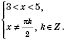 3 < x < 5,
x ≠ πk/2, k ∈ Z.